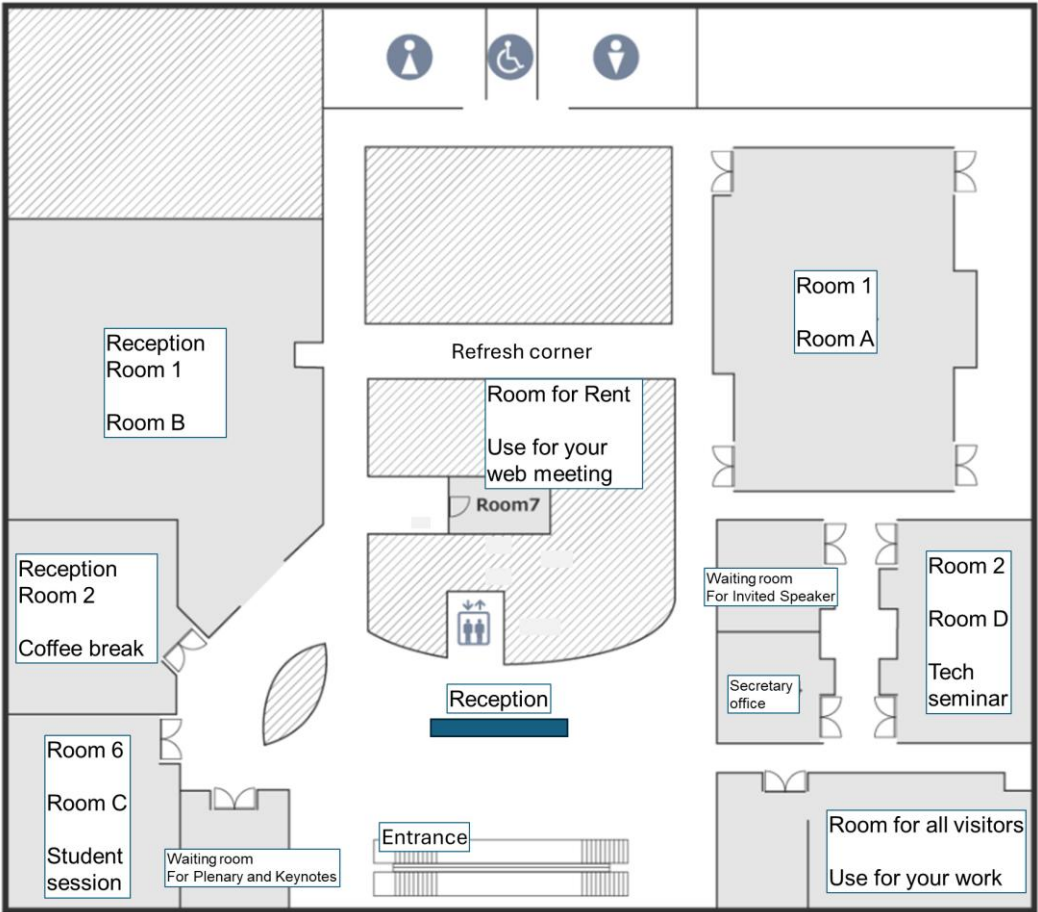 Refresh corner
Room 1
Room A
Reception
Room 1
Room B
Room for Rent
Use for your
web meeting
Room7
Reception
Room 2
Coffee break
Waiting room
For Invited Speaker
Room 2
Room D
Tech
seminar
Secretary
office
Reception
Room 6
Room C
Student
session
Waiting room
For Plenary and Keynotes
Entrance
Room for all visitors
Use for your work